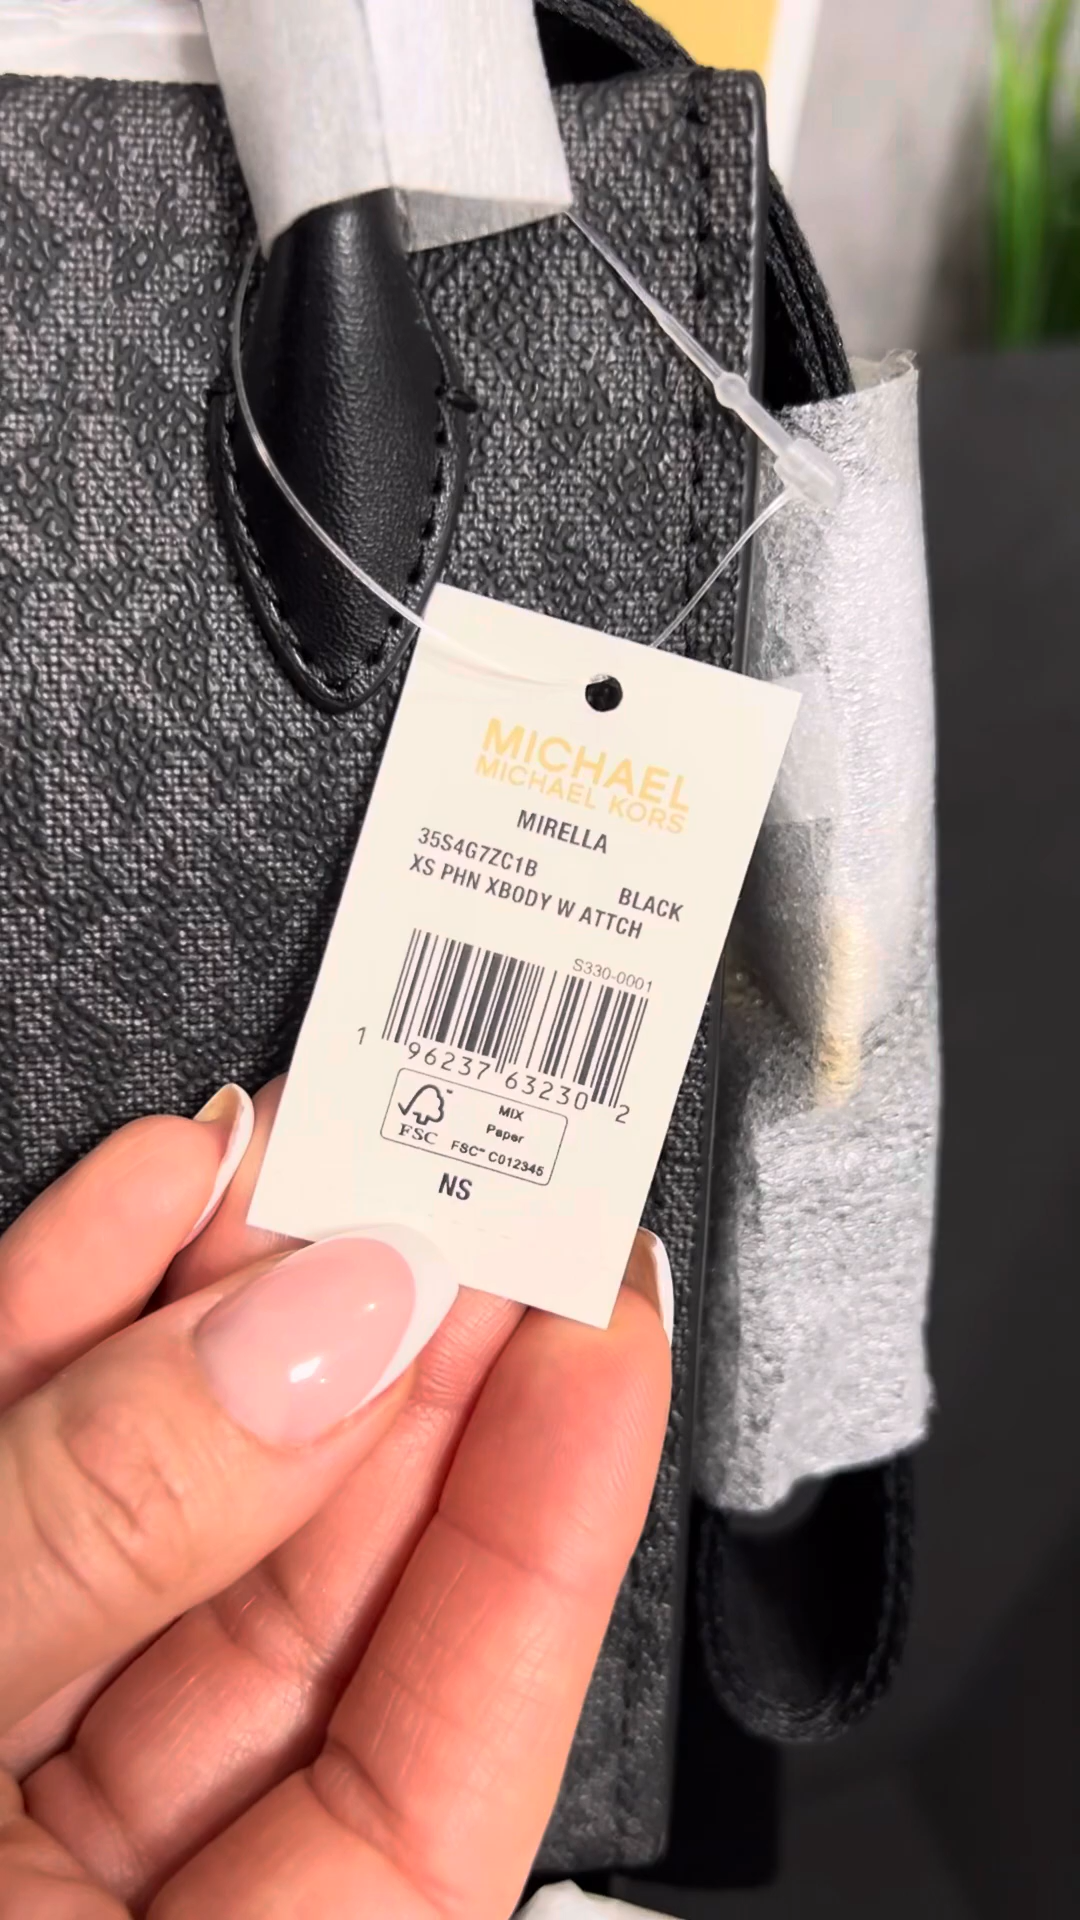 MICHAEL
MICHAEL KORS
MIRELLA
35S4G7ZC1B
BLACK
XS PHN XBODY W ATTCH
S330-0001
1 96237 63230 2
FSC
MIX
Paper
FSC™ C012345
NS